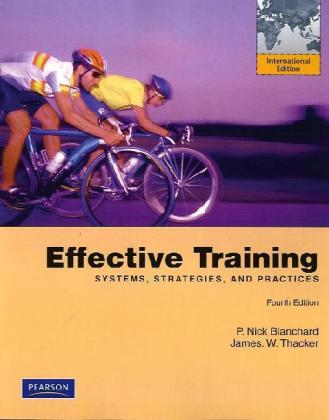 International
Edition
Effective Training
SYSTEMS, STRATEGIES, AND PRACTICES
Fourth Edition
P. Nick Blanchard
James. W. Thacker
PEARSON